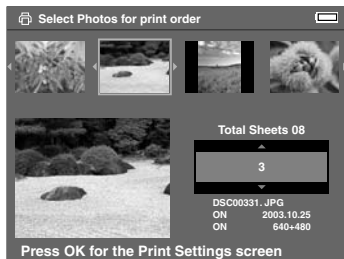 Select Photos for print order
Total Sheets 08
3
DSC00331.JPG
ON 2003.10.25
ON 640+480
Press OK for the Print Settings screen